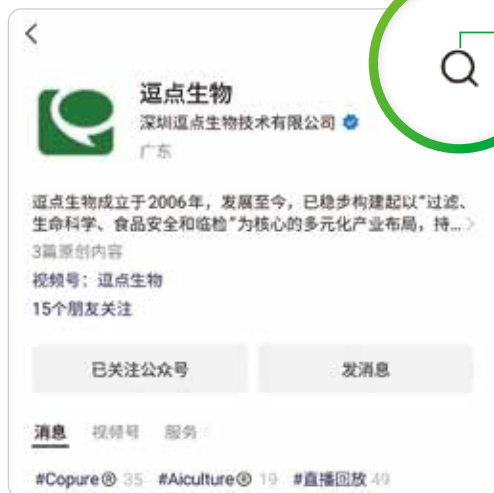 逗点生物
深圳逗点生物技术有限公司
广东
逗点生物成立于2006年，发展至今，已稳步构建起以“过滤、
生命科学、食品安全和临检”为核心的多元化产业布局，持...
3篇原创内容
视频号：逗点生物
15个朋友关注
已关注公众号 发消息
消息 视频号 服务
#Copure® 35 #Aiculture® 19 #直播回放 49